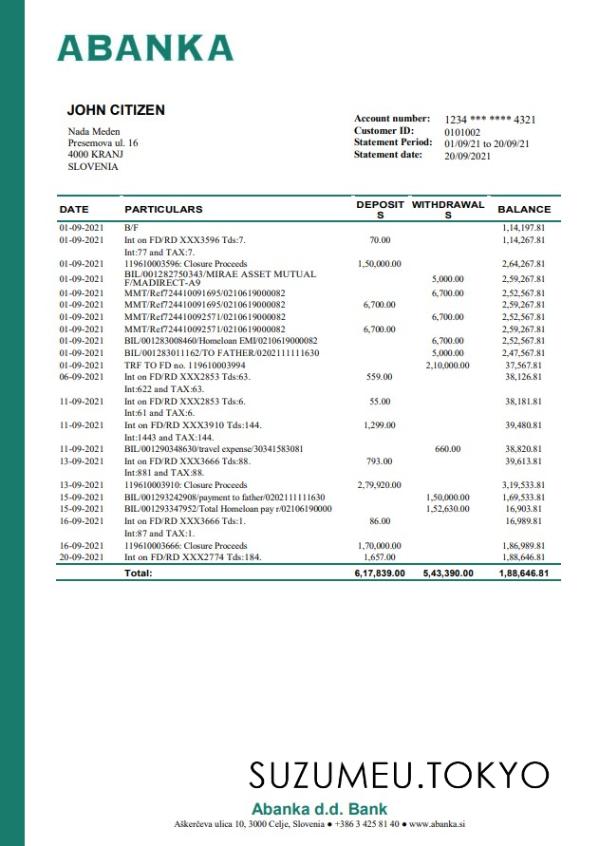 ABANKA
JOHN CITIZEN
Nada Meden
Presemova ul. 16
4000 KRANJ
SLOVENIA
Account number: 1234 *** **** 4321
Customer ID: 0101002
Statement Period: 01/09/21 to 20/09/21
Statement date: 20/09/2021
DATE PARTICULARS DEPOSIT S WITHDRAWAL S BALANCE
01-09-2021 B/F 1,14,197.81
01-09-2021 Int on FD/RD XXX3596 Tds:7. 70.00 1,14,267.81
Int:77 and TAX:7.
01-09-2021 119610003596: Closure Proceeds 1,50,000.00 2,64,267.81
01-09-2021 BIL/001282750343/MIRAE ASSET MUTUAL F/MADIRECT-A9 5,000.00 2,59,267.81
01-09-2021 MMT/Ref724410091695/0210619000082 6,700.00 2,52,567.81
01-09-2021 MMT/Ref724410091695/0210619000082 6,700.00 2,59,267.81
01-09-2021 MMT/Ref724410092571/0210619000082 6,700.00 2,52,567.81
01-09-2021 MMT/Ref724410092571/0210619000082 6,700.00 2,59,267.81
01-09-2021 BIL/001283008460/Homeloan EMI/0210619000082 6,700.00 2,52,567.81
01-09-2021 BIL/001283011162/TO FATHER/0202111111630 5,000.00 2,47,567.81
01-09-2021 TRF TO FD no. 119610003994 2,10,000.00 37,567.81
06-09-2021 Int on FD/RD XXX2853 Tds:63. 559.00 38,126.81
Int:622 and TAX:63.
11-09-2021 Int on FD/RD XXX2853 Tds:6. 55.00 38,181.81
Int:61 and TAX:6.
11-09-2021 Int on FD/RD XXX3910 Tds:144. 1,299.00 39,480.81
Int:1443 and TAX:144.
11-09-2021 BIL/001290348630/travel expense/30341583081 660.00 38,820.81
13-09-2021 Int on FD/RD XXX3666 Tds:88. 793.00 39,613.81
Int:881 and TAX:88.
13-09-2021 119610003910: Closure Proceeds 2,79,920.00 3,19,533.81
15-09-2021 BIL/001293242908/payment to father/0202111111630 1,50,000.00 1,69,533.81
15-09-2021 BIL/001293347952/Total Homeloan pay r/02106190000 1,52,630.00 16,903.81
16-09-2021 Int on FD/RD XXX3666 Tds:1. 86.00 16,989.81
Int:87 and TAX:1.
16-09-2021 119610003666: Closure Proceeds 1,70,000.00 1,86,989.81
20-09-2021 Int on FD/RD XXX2774 Tds:184. 1,657.00 1,88,646.81
Total: 6,17,839.00 5,43,390.00 1,88,646.81
SUZUMEU.TOKYO
Abanka d.d. Bank
Aškerčeva ulica 10, 3000 Celje, Slovenia ● +386 3 425 81 40 ● www.abanka.si